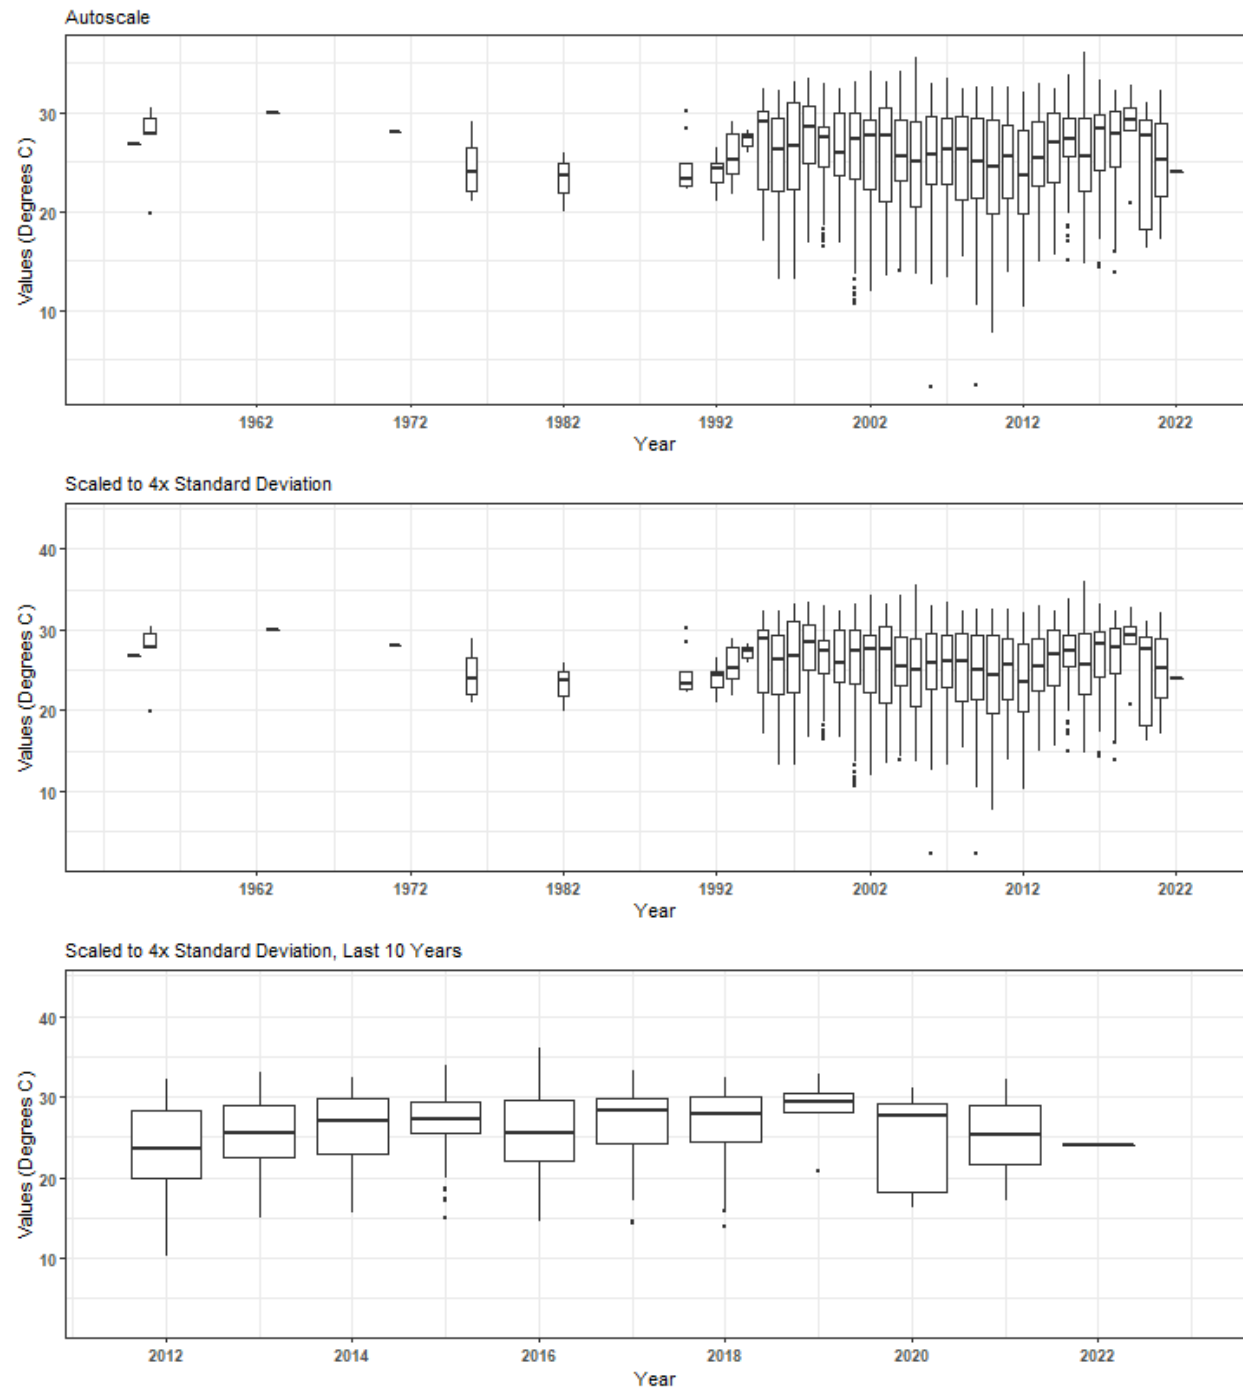 Autoscale
Values (Degrees C)
30
20
10
1962 1972 1982 1992 2002 2012 2022
Year
Scaled to 4x Standard Deviation
Values (Degrees C)
40
30
20
10
1962 1972 1982 1992 2002 2012 2022
Year
Scaled to 4x Standard Deviation, Last 10 Years
Values (Degrees C)
40
30
20
10
2012 2014 2016 2018 2020 2022
Year